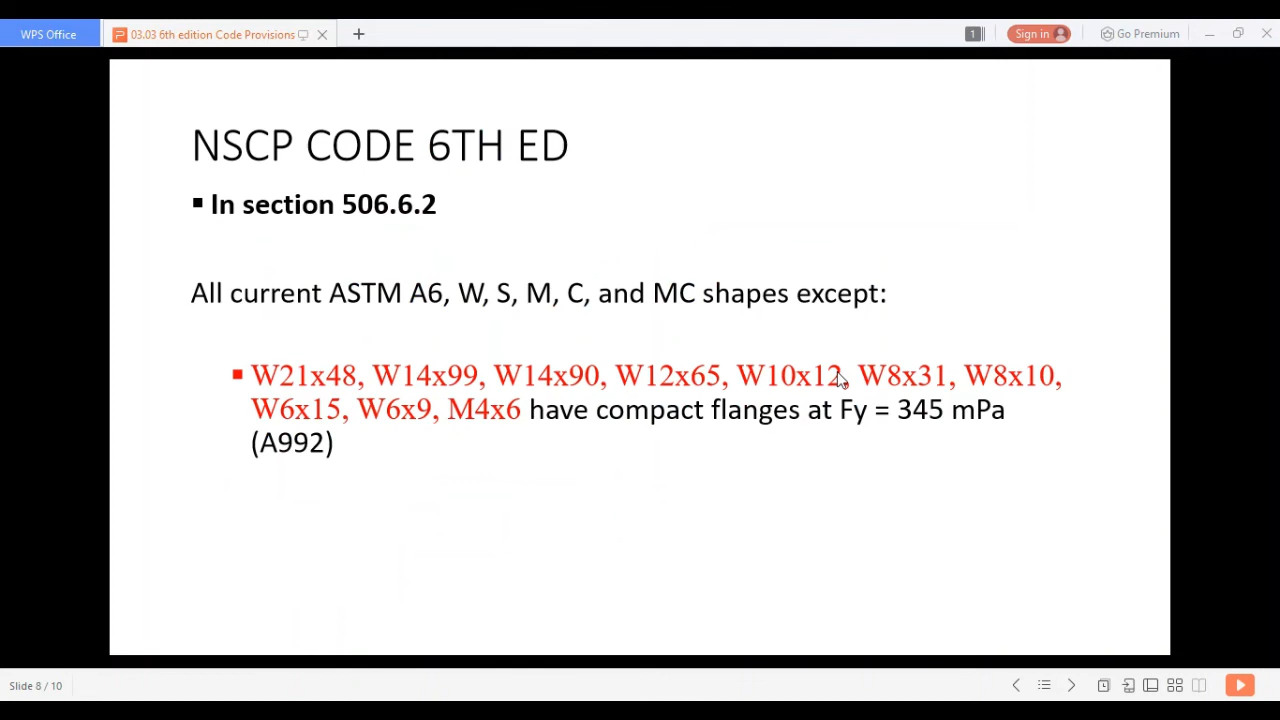 WPS Office
03.03 6th edition Code Provisions
1
Sign in
Go Premium
NSCP CODE 6TH ED
▪ In section 506.6.2
All current ASTM A6, W, S, M, C, and MC shapes except:
▪ W21x48, W14x99, W14x90, W12x65, W10x12, W8x31, W8x10,
W6x15, W6x9, M4x6 have compact flanges at Fy = 345 mPa
(A992)
Slide 8 / 10